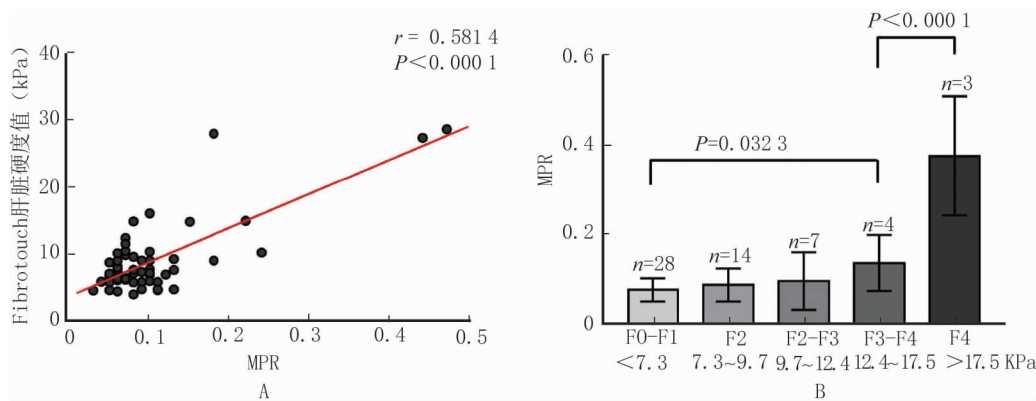 r = 0.581 4
P<0.000 1
40
30
20
10
0
Fibrotouch肝脏硬度值 (kPa)
0 0.1 0.2 0.3 0.4 0.5
MPR
A
P<0.000 1
0.6
n=3
P=0.032 3
0.4
MPR
n=4
0.2
n=28 n=14 n=7
0.0
F0-F1 F2 F2-F3 F3-F4 F4
<7.3 7.3~9.7 9.7~12.4 12.4~17.5 >17.5 KPa
B